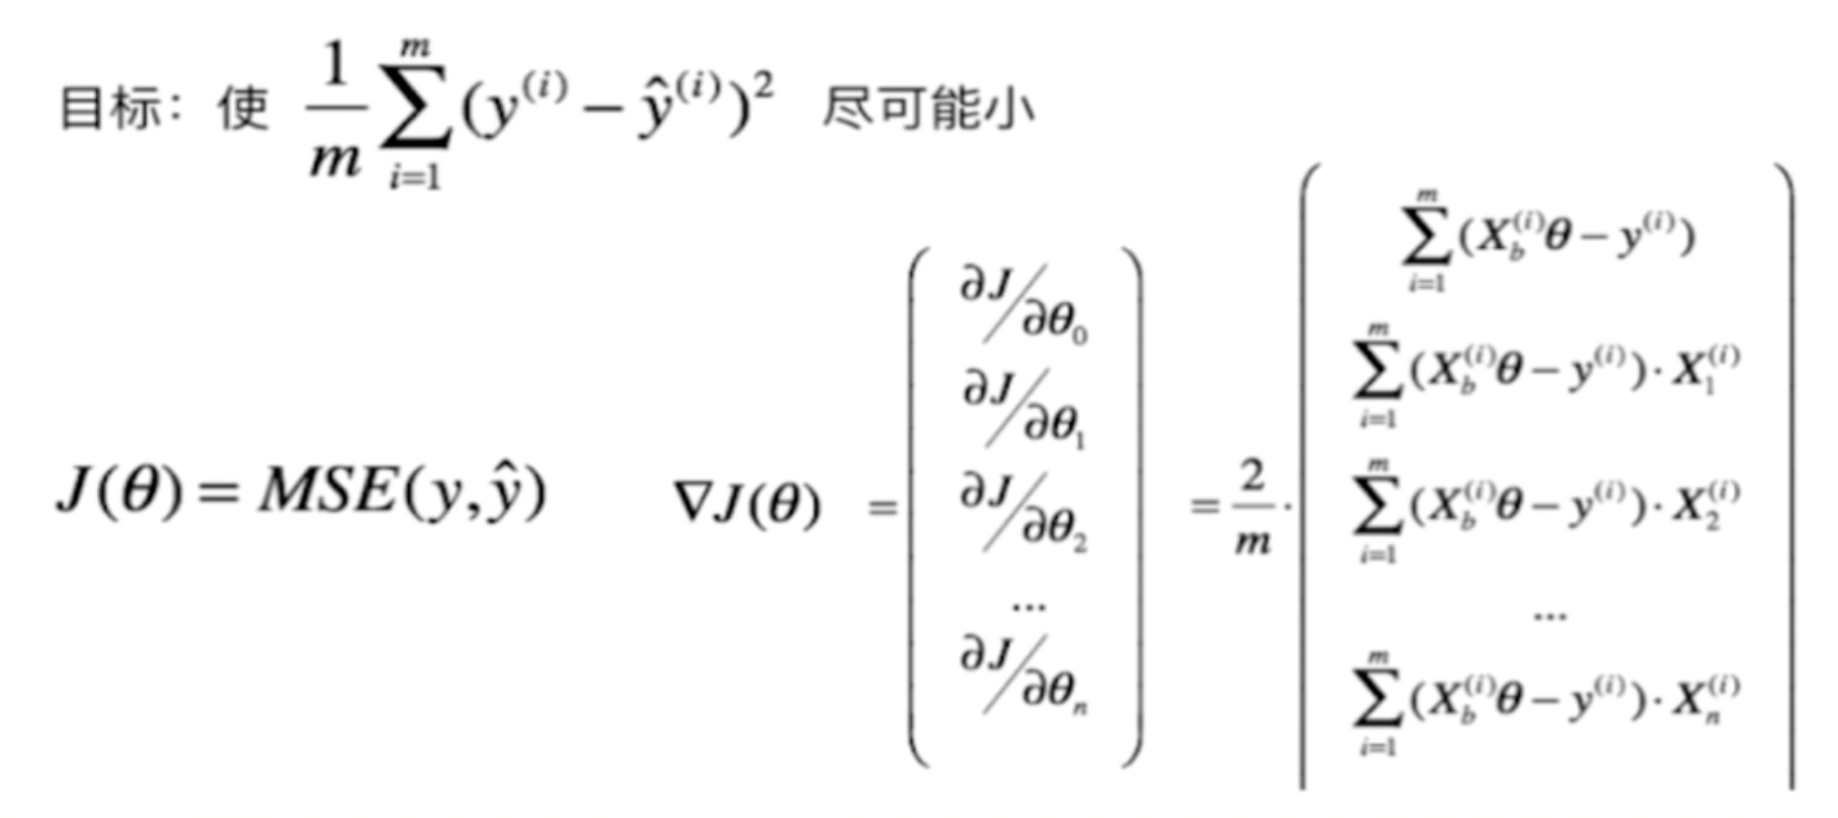 目标：使 $\frac{1}{m}\sum_{i=1}^{m}(y^{(i)}-\hat{y}^{(i)})^2$ 尽可能小
$J(\theta)=MSE(y,\hat{y})$ $\nabla J(\theta)=\begin{pmatrix}\partial J/\partial\theta_0\\\partial J/\partial\theta_1\\\partial J/\partial\theta_2\\...\\\partial J/\partial\theta_n\end{pmatrix}=\frac{2}{m}\cdot\begin{pmatrix}\sum_{i=1}^{m}(X_b^{(i)}\theta-y^{(i)})\\\sum_{i=1}^{m}(X_b^{(i)}\theta-y^{(i)})\cdot X_1^{(i)}\\\sum_{i=1}^{m}(X_b^{(i)}\theta-y^{(i)})\cdot X_2^{(i)}\\...\\\sum_{i=1}^{m}(X_b^{(i)}\theta-y^{(i)})\cdot X_n^{(i)}\end{pmatrix}$